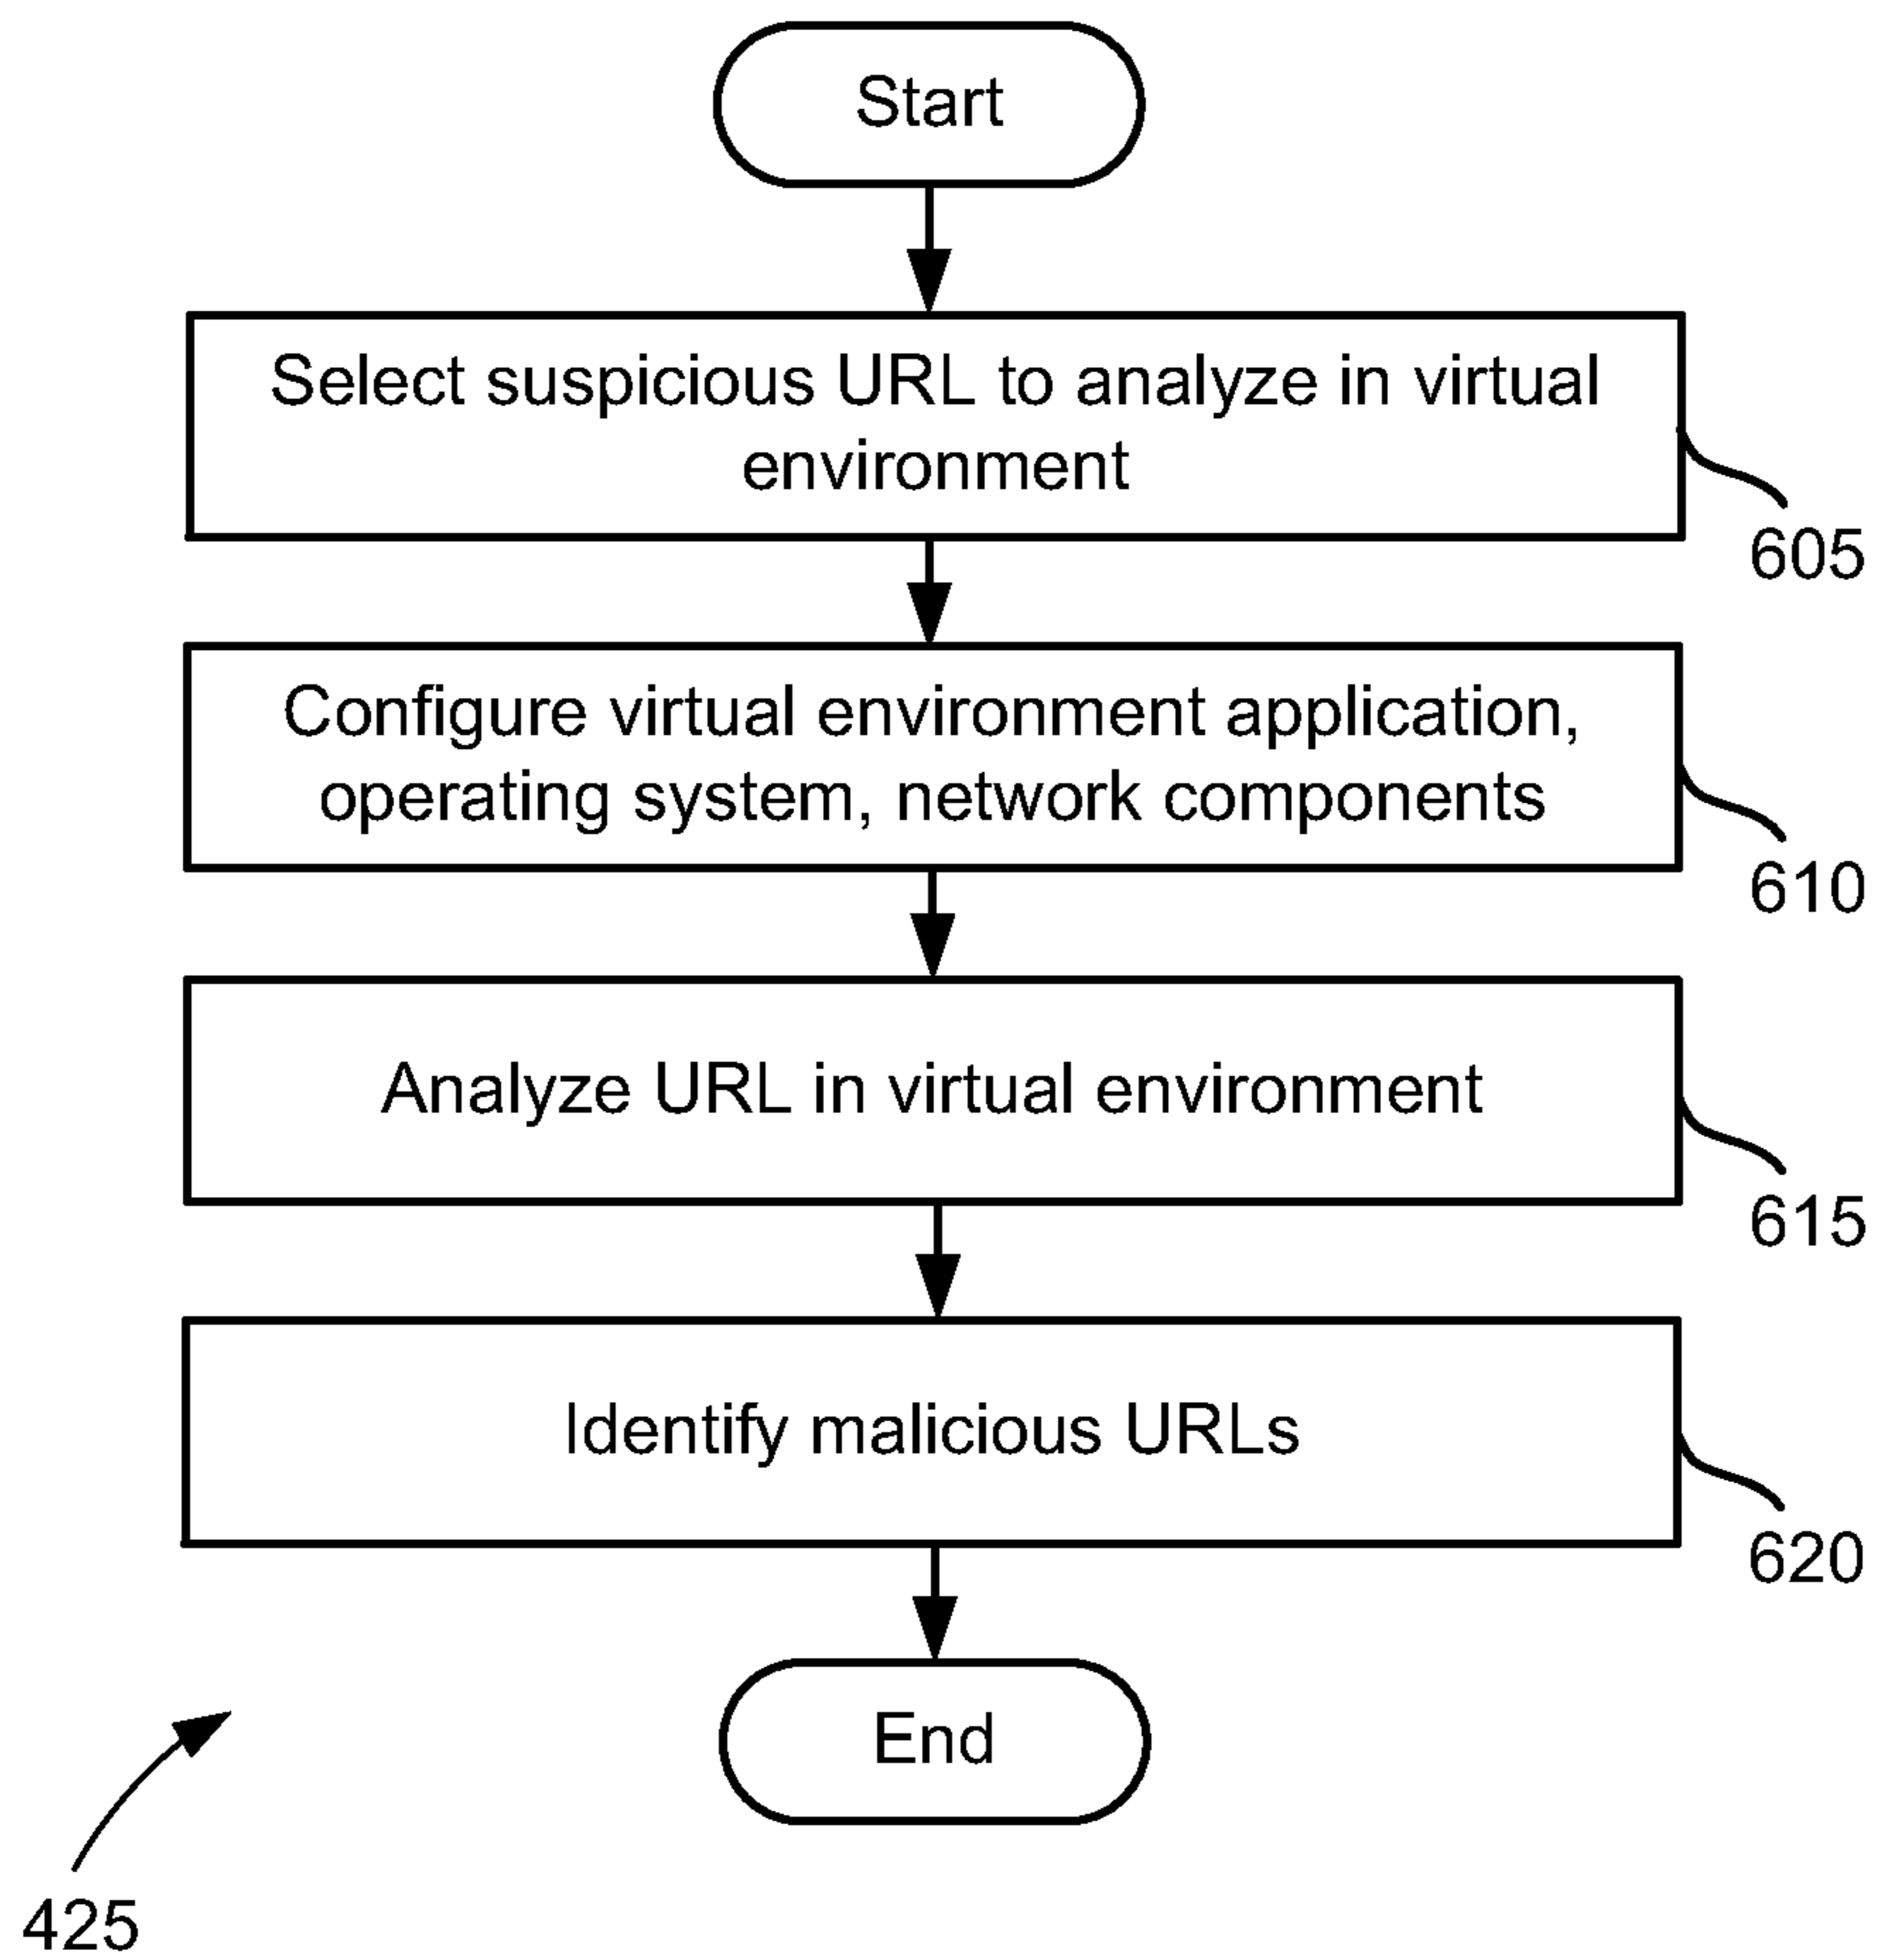 Start
Select suspicious URL to analyze in virtual
environment
605
Configure virtual environment application,
operating system, network components
610
Analyze URL in virtual environment
615
Identify malicious URLs
620
End
425